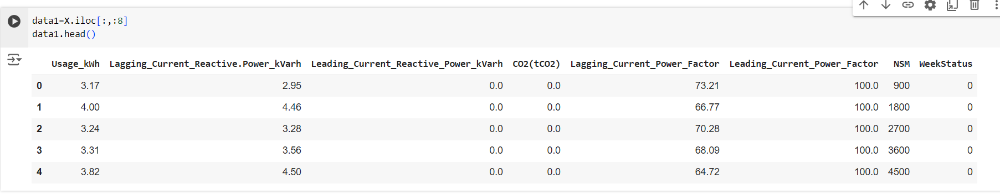 data1=X.iloc[:,:8]
data1.head()
Usage_kWh Lagging_Current_Reactive.Power_kVarh Leading_Current_Reactive_Power_kVarh CO2(tCO2) Lagging_Current_Power_Factor Leading_Current_Power_Factor NSM WeekStatus
0 3.17 2.95 0.0 0.0 73.21 100.0 900 0
1 4.00 4.46 0.0 0.0 66.77 100.0 1800 0
2 3.24 3.28 0.0 0.0 70.28 100.0 2700 0
3 3.31 3.56 0.0 0.0 68.09 100.0 3600 0
4 3.82 4.50 0.0 0.0 64.72 100.0 4500 0